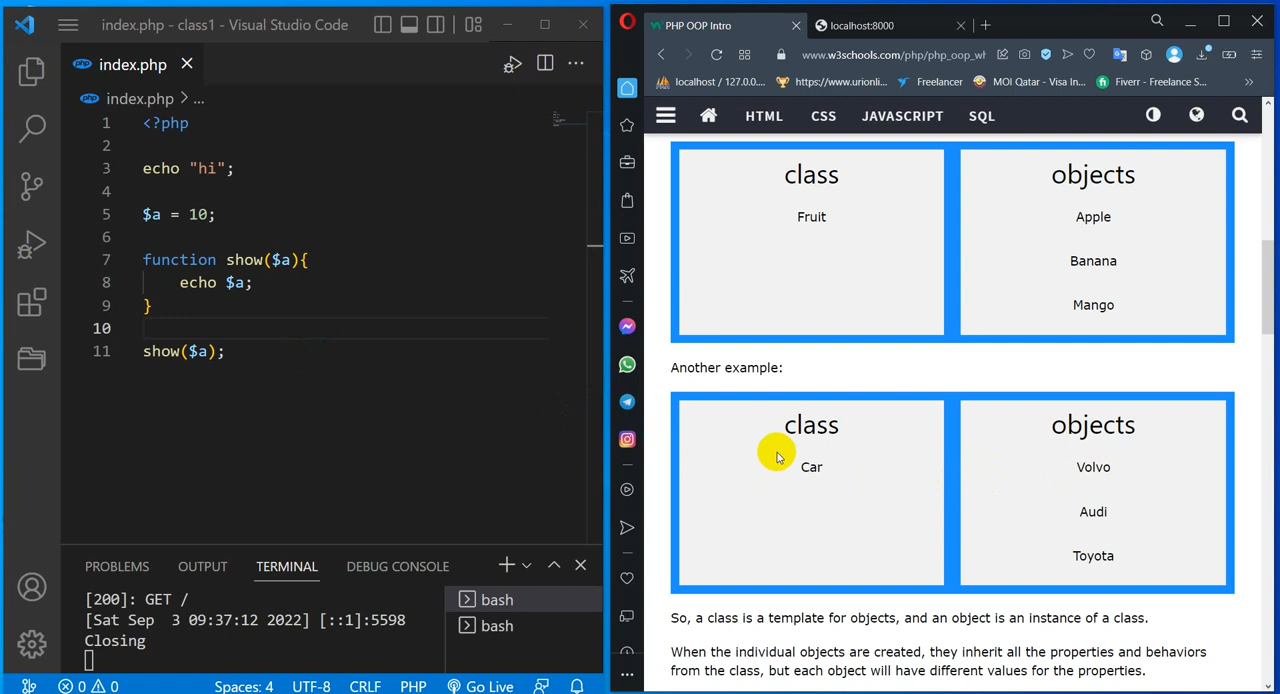 index.php - class1 - Visual Studio Code
index.php
index.php > ...
1 <?php
2
3 echo "hi";
4
5 $a = 10;
6
7 function show($a){
8 echo $a;
9 }
10
11 show($a);
PROBLEMS OUTPUT TERMINAL DEBUG CONSOLE
[200]: GET /
[Sat Sep 3 09:37:12 2022] [::1]:5598
Closing
bash
bash
0 0 Spaces: 4 UTF-8 CRLF PHP Go Live
PHP OOP Intro
localhost:8000
www.w3schools.com/php/php_oop_wh
localhost / 127.0.0....
https://www.urionli...
Freelancer
MOI Qatar - Visa In...
Fiverr - Freelance S...
HTML CSS JAVASCRIPT SQL
class
Fruit
objects
Apple
Banana
Mango
Another example:
class
Car
objects
Volvo
Audi
Toyota
So, a class is a template for objects, and an object is an instance of a class.
When the individual objects are created, they inherit all the properties and behaviors
from the class, but each object will have different values for the properties.